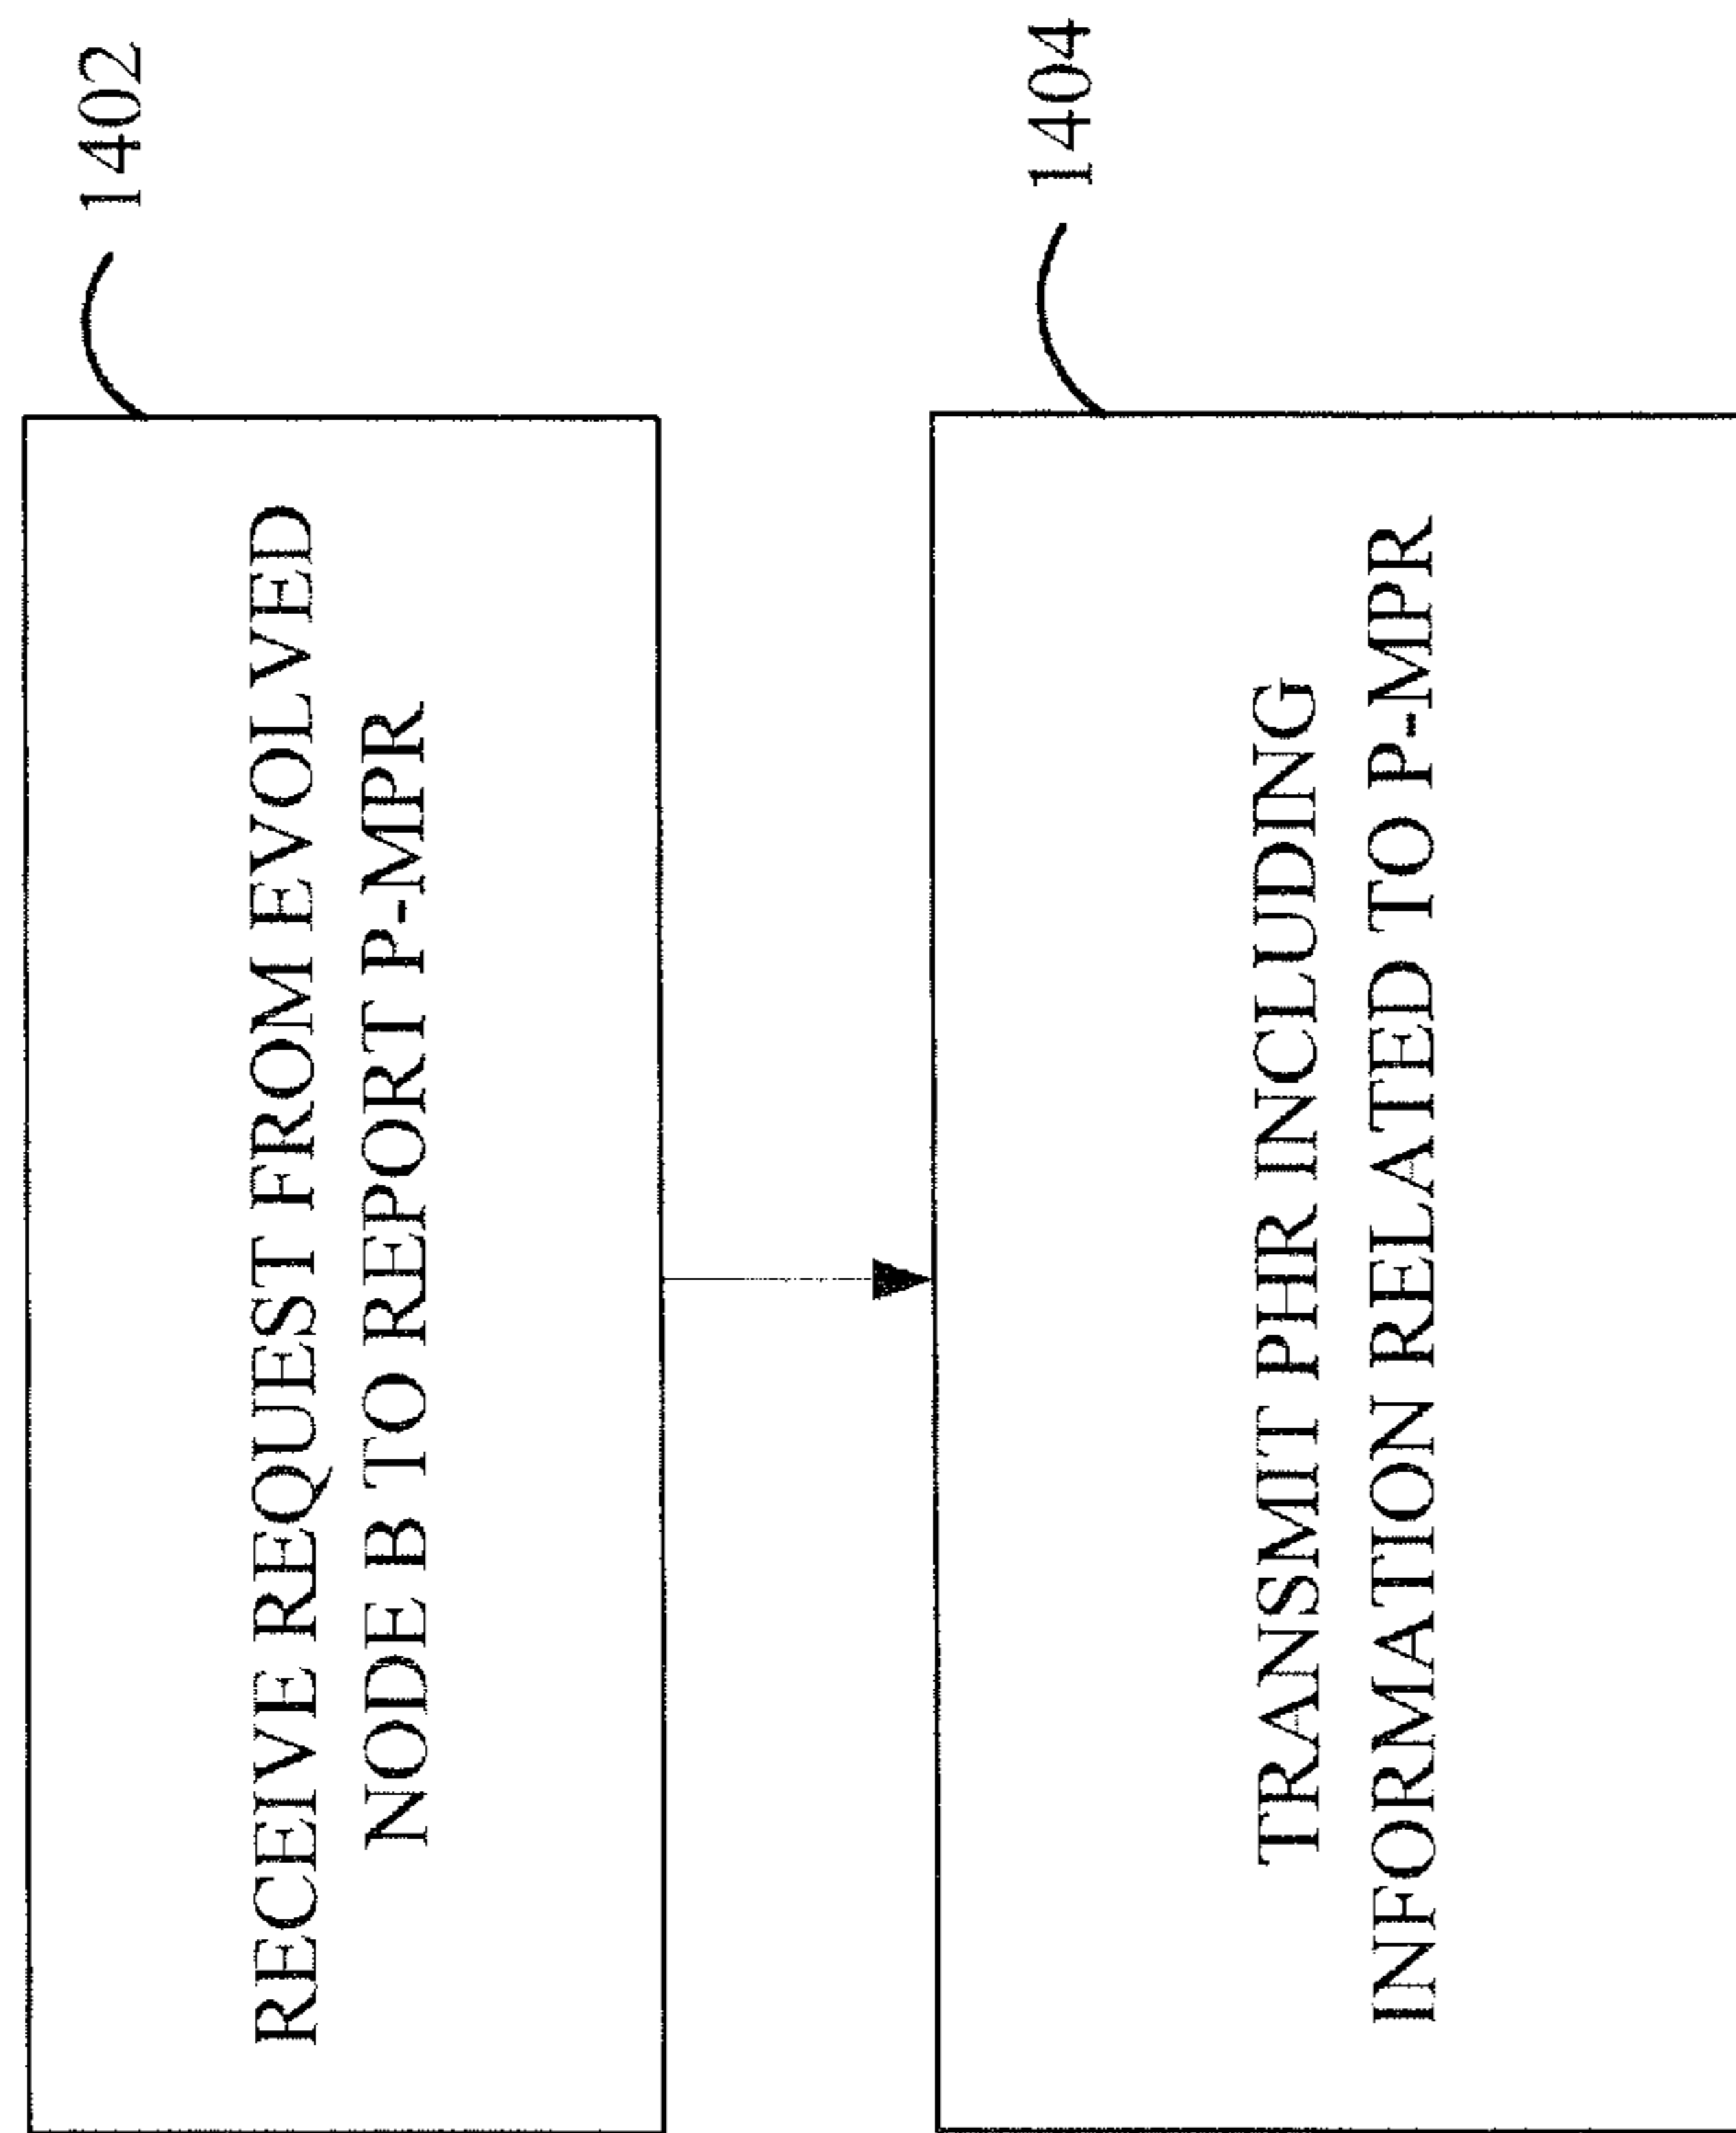 1402
RECEIVE REQUEST FROM EVOLVED
NODE B TO REPORT P-MPR
1404
TRANSMIT PHR INCLUDING
INFORMATION RELATED TO P-MPR